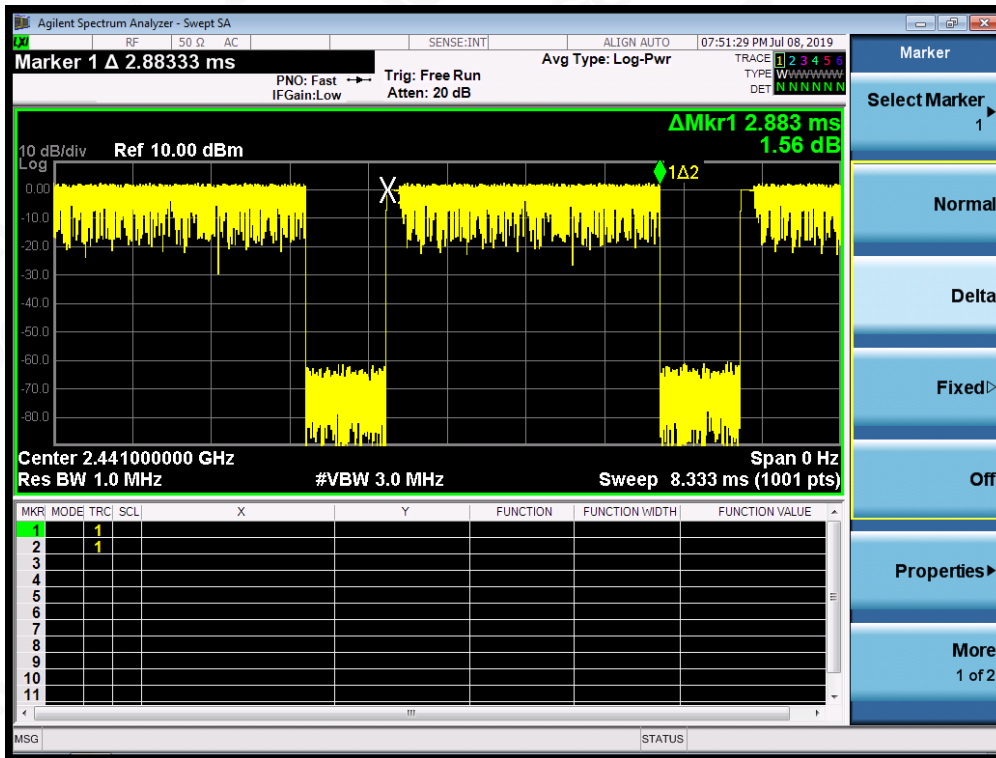 Agilent Spectrum Analyzer - Swept SA
LXI RF 50 Ω AC SENSE:INT ALIGN AUTO 07:51:29 PM Jul 08, 2019
Marker 1 Δ 2.88333 ms
PNO: Fast
IFGain:Low
Trig: Free Run
Atten: 20 dB
Avg Type: Log-Pwr
TRACE 1 2 3 4 5 6
TYPE WWWWWWW
DET N N N N N N
ΔMkr1 2.883 ms
1.56 dB
10 dB/div Ref 10.00 dBm
Log
0.00
-10.0
-20.0
-30.0
-40.0
-50.0
-60.0
-70.0
-80.0
X
1Δ2
Center 2.441000000 GHz Span 0 Hz
Res BW 1.0 MHz #VBW 3.0 MHz Sweep 8.333 ms (1001 pts)
MKR MODE TRC SCL X Y FUNCTION FUNCTION WIDTH FUNCTION VALUE
1 1
2 1
3
4
5
6
7
8
9
10
11
MSG STATUS
Marker
Select Marker
1
Normal
Delta
Fixed
Off
Properties
More
1 of 2